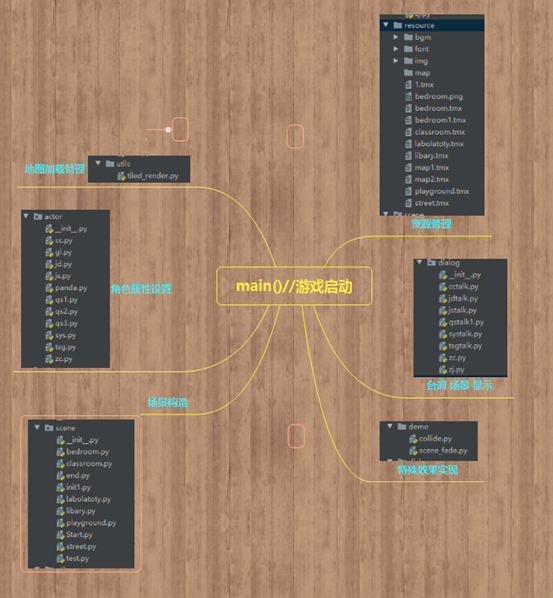 resource
bgm
font
img
map
1.tmx
bedroom.png
bedroom.tmx
bedroom1.tmx
classroom.tmx
labolatoty.tmx
libary.tmx
map1.tmx
map2.tmx
playground.tmx
street.tmx
资源管理
utils
tiled_render.py
地图加载管理
actor
__init__.py
cc.py
gl.py
jd.py
js.py
panda.py
qs1.py
qs2.py
qs3.py
sys.py
tsg.py
zc.py
角色属性设置
main()//游戏启动
dialog
__init__.py
cctalk.py
jdtalk.py
jstalk.py
qstalk1.py
systalk.py
tsgtalk.py
zc.py
zj.py
台词 场景 显示
场景构造
scene
__init__.py
bedroom.py
classroom.py
end.py
init1.py
labolatoty.py
libary.py
playground.py
Start.py
street.py
test.py
demo
collide.py
scene_fade.py
特殊效果实现